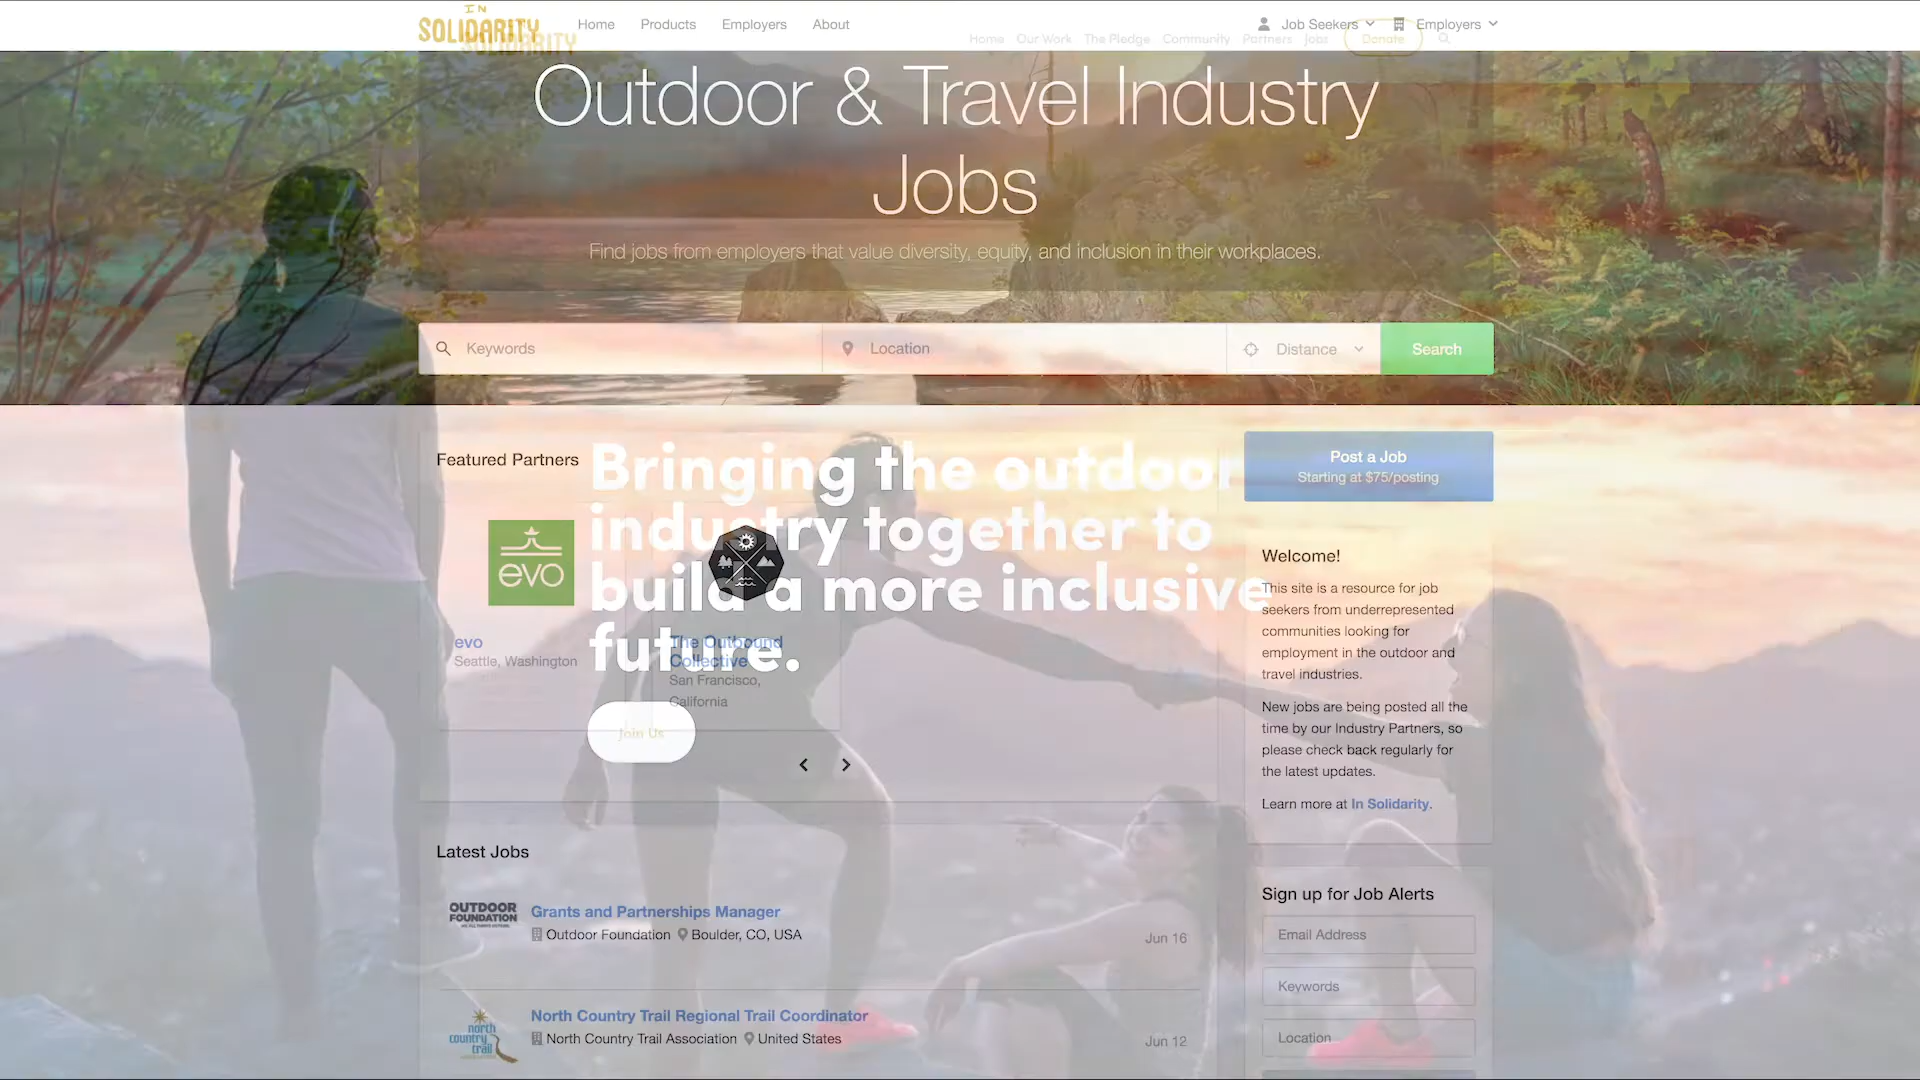 IN
SOLIDARITY
SOLIDARITY
Home Products Employers About
Job Seekers Employers
Home Our Work The Pledge Community Partners Jobs Donate
Outdoor & Travel Industry
Jobs
Find jobs from employers that value diversity, equity, and inclusion in their workplaces.
Keywords
Location
Distance
Search
Featured Partners
evo
evo
Seattle, Washington
The Outbound
Collective
San Francisco,
California
Bringing the outdoor
industry together to
build a more inclusive
future.
Join Us
Post a Job
Starting at $75/posting
Welcome!
This site is a resource for job
seekers from underrepresented
communities looking for
employment in the outdoor and
travel industries.
New jobs are being posted all the
time by our Industry Partners, so
please check back regularly for
the latest updates.
Learn more at In Solidarity.
Latest Jobs
OUTDOOR
FOUNDATION
Grants and Partnerships Manager
Outdoor Foundation Boulder, CO, USA
Jun 16
north
country
trail
North Country Trail Regional Trail Coordinator
North Country Trail Association United States
Jun 12
Sign up for Job Alerts
Email Address
Keywords
Location